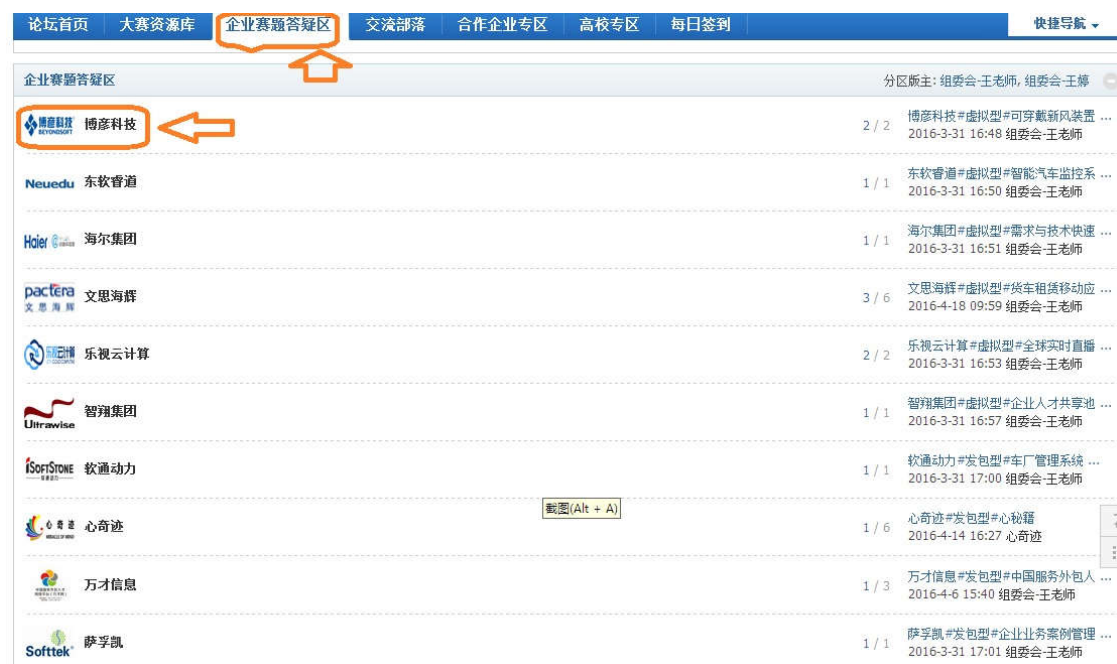 论坛首页 大赛资源库 企业赛题答疑区 交流部落 合作企业专区 高校专区 每日签到 快捷导航
企业赛题答疑区 分区版主: 组委会-王老师, 组委会-王婷
博彦科技 BEYONDSOFT 博彦科技 2 / 2 博彦科技#虚拟型#可穿戴新风装置 ...
2016-3-31 16:48 组委会-王老师
Neuedu 东软睿道 1 / 1 东软睿道#虚拟型#智能汽车监控系 ...
2016-3-31 16:50 组委会-王老师
Haier 海尔集团 1 / 1 海尔集团#虚拟型#需求与技术快速 ...
2016-3-31 16:51 组委会-王老师
pactera 文思海辉 文思海辉 3 / 6 文思海辉#虚拟型#货车租赁移动应 ...
2016-4-18 09:59 组委会-王老师
乐视云计算 2 / 2 乐视云计算#虚拟型#全球实时直播 ...
2016-3-31 16:53 组委会-王老师
Ultrawise 智翔集团 1 / 1 智翔集团#虚拟型#企业人才共享池 ...
2016-3-31 16:57 组委会-王老师
iSoftStone 软通动力 1 / 1 软通动力#发包型#车厂管理系统 ...
2016-3-31 17:00 组委会-王老师
截图(Alt + A)
心奇迹 心奇迹 1 / 6 心奇迹#发包型#心秘籍
2016-4-14 16:27 心奇迹
万才信息 1 / 3 万才信息#发包型#中国服务外包人 ...
2016-4-6 15:40 组委会-王老师
Softtek 萨孚凯 1 / 1 萨孚凯#发包型#企业业务案例管理 ...
2016-3-31 17:01 组委会-王老师